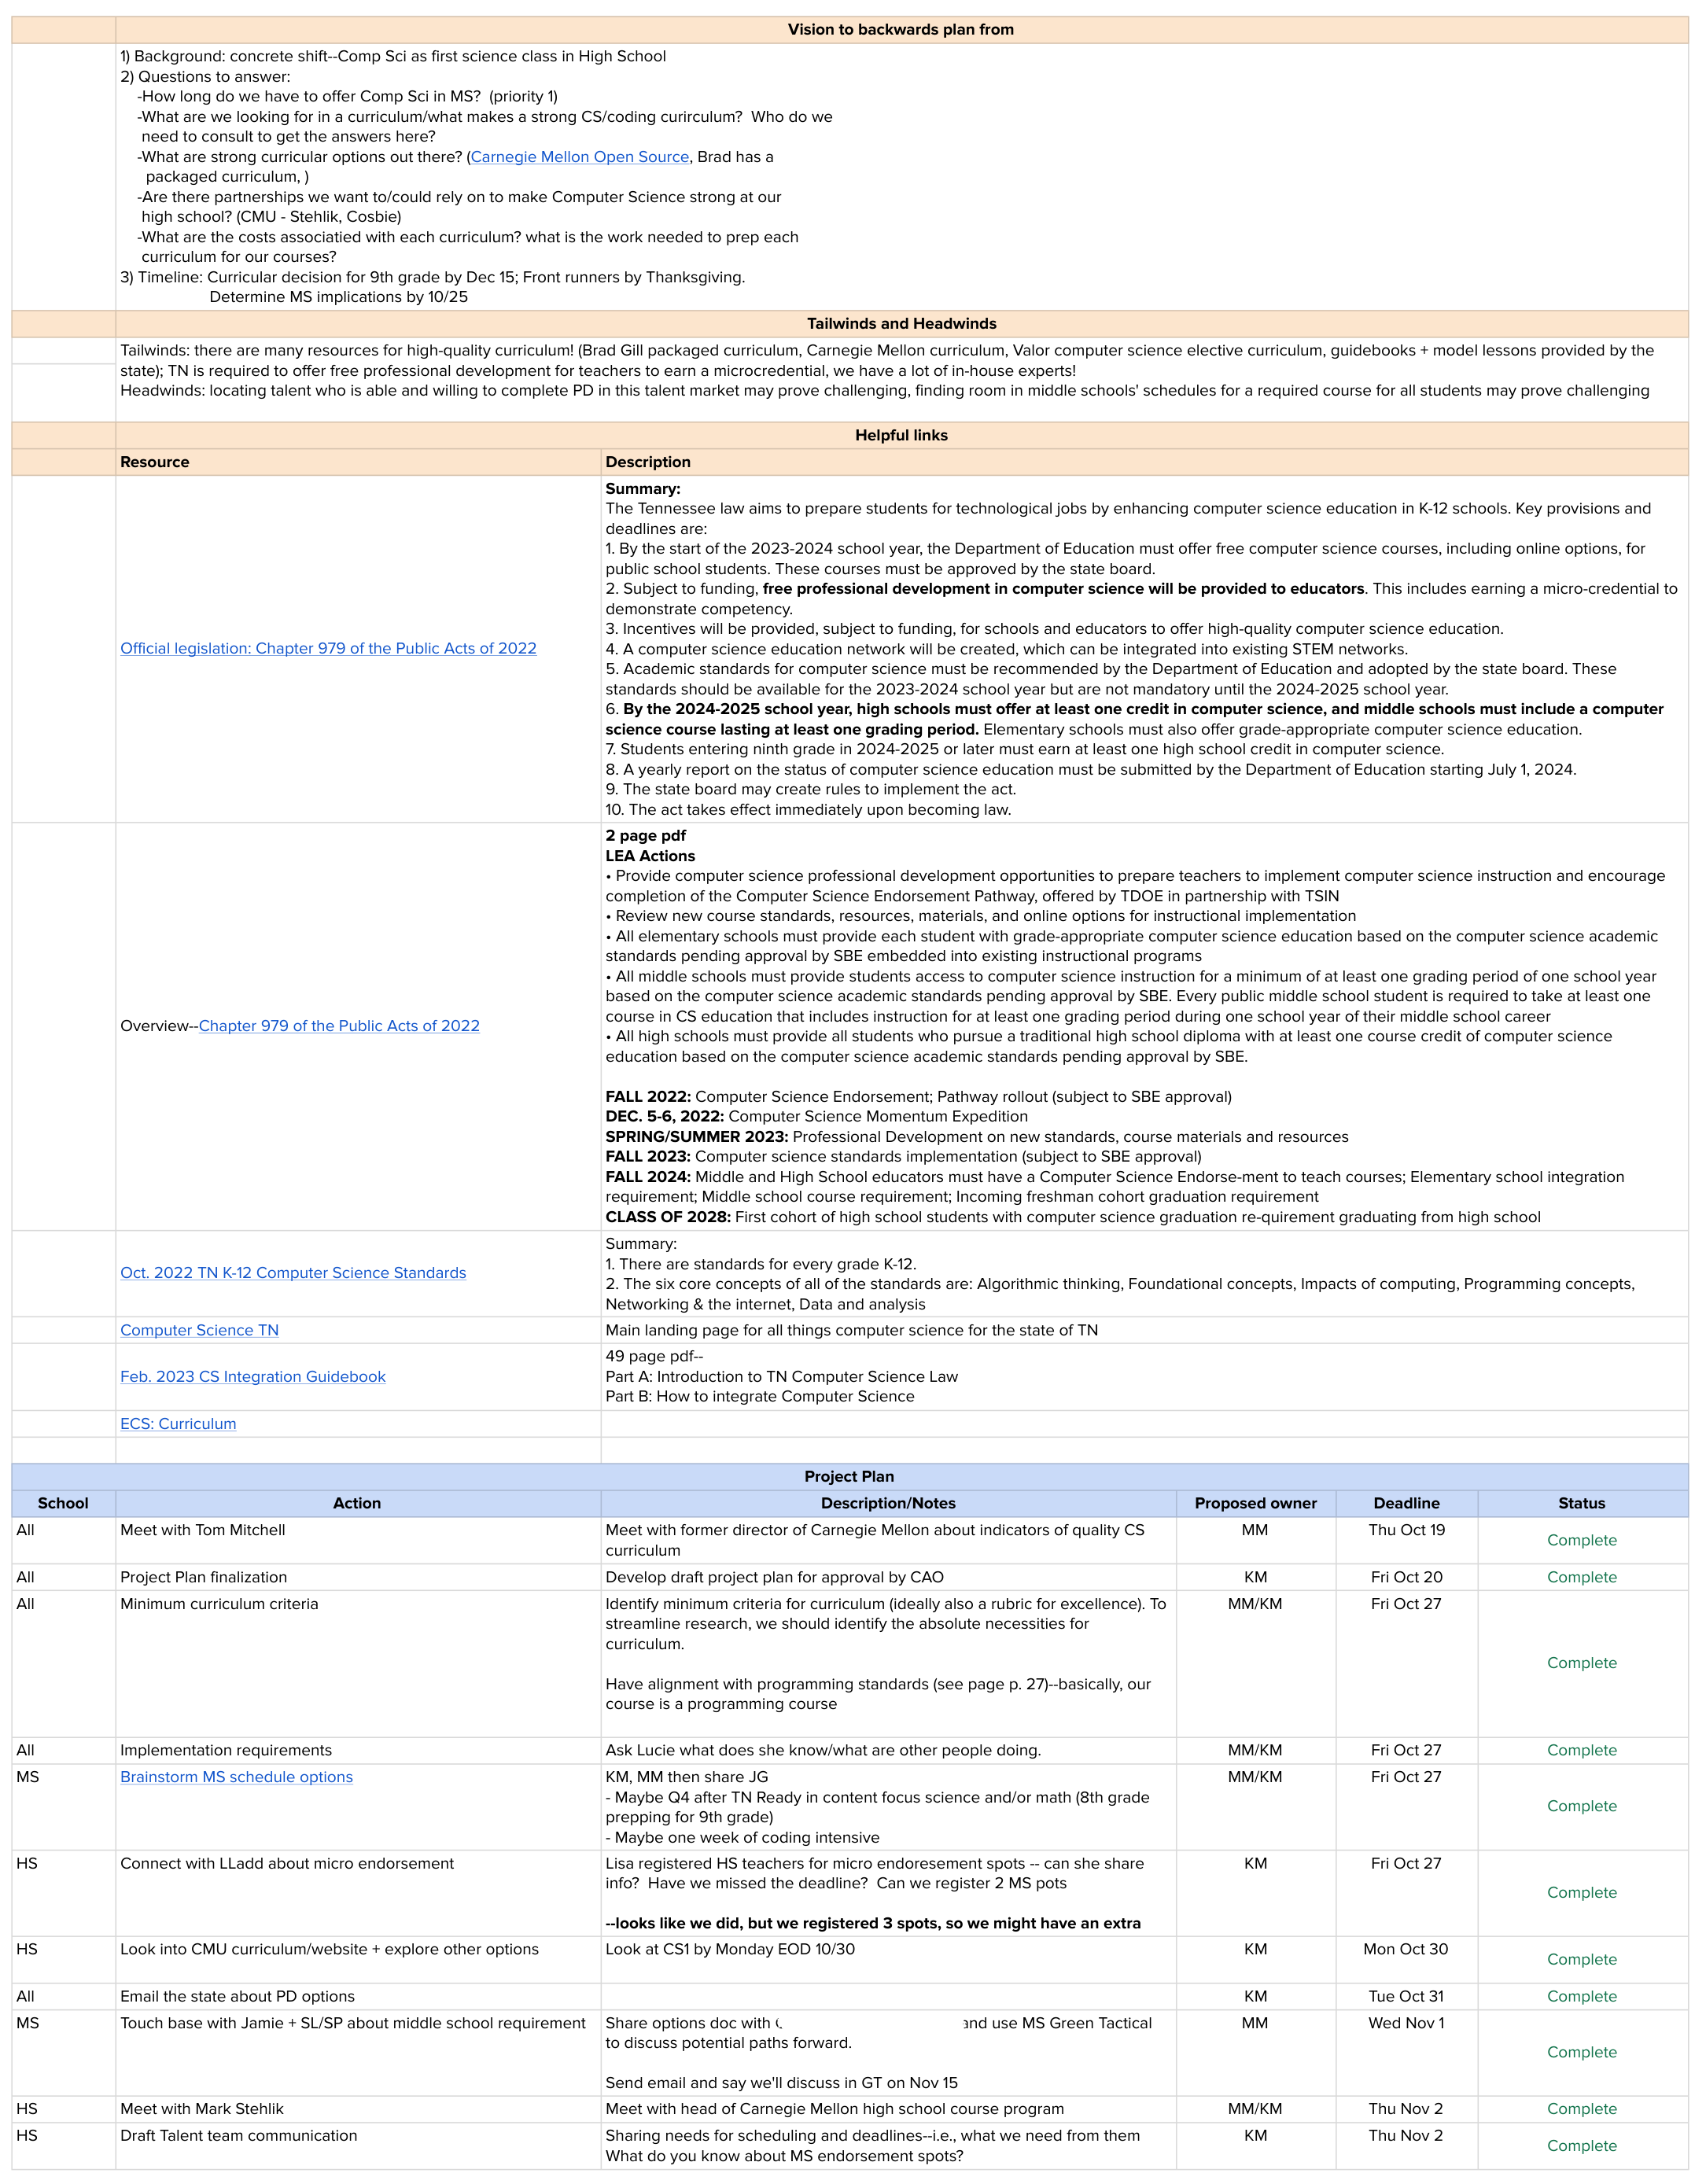 Vision to backwards plan from
1) Background: concrete shift--Comp Sci as first science class in High School
2) Questions to answer:
-How long do we have to offer Comp Sci in MS?  (priority 1)
-What are we looking for in a curriculum/what makes a strong CS/coding curirculum?  Who do we
need to consult to get the answers here?
-What are strong curricular options out there? (Carnegie Mellon Open Source, Brad has a
packaged curriculum, )
-Are there partnerships we want to/could rely on to make Computer Science strong at our
high school? (CMU - Stehlik, Cosbie)
-What are the costs associatied with each curriculum? what is the work needed to prep each
curriculum for our courses?
3) Timeline: Curricular decision for 9th grade by Dec 15; Front runners by Thanksgiving.
Determine MS implications by 10/25
Tailwinds and Headwinds
Tailwinds: there are many resources for high-quality curriculum! (Brad Gill packaged curriculum, Carnegie Mellon curriculum, Valor computer science elective curriculum, guidebooks + model lessons provided by the
state); TN is required to offer free professional development for teachers to earn a microcredential, we have a lot of in-house experts!
Headwinds: locating talent who is able and willing to complete PD in this talent market may prove challenging, finding room in middle schools' schedules for a required course for all students may prove challenging
Helpful links
Resource Description
Official legislation: Chapter 979 of the Public Acts of 2022
Summary:
The Tennessee law aims to prepare students for technological jobs by enhancing computer science education in K-12 schools. Key provisions and
deadlines are:
1. By the start of the 2023-2024 school year, the Department of Education must offer free computer science courses, including online options, for
public school students. These courses must be approved by the state board.
2. Subject to funding, free professional development in computer science will be provided to educators. This includes earning a micro-credential to
demonstrate competency.
3. Incentives will be provided, subject to funding, for schools and educators to offer high-quality computer science education.
4. A computer science education network will be created, which can be integrated into existing STEM networks.
5. Academic standards for computer science must be recommended by the Department of Education and adopted by the state board. These
standards should be available for the 2023-2024 school year but are not mandatory until the 2024-2025 school year.
6. By the 2024-2025 school year, high schools must offer at least one credit in computer science, and middle schools must include a computer
science course lasting at least one grading period. Elementary schools must also offer grade-appropriate computer science education.
7. Students entering ninth grade in 2024-2025 or later must earn at least one high school credit in computer science.
8. A yearly report on the status of computer science education must be submitted by the Department of Education starting July 1, 2024.
9. The state board may create rules to implement the act.
10. The act takes effect immediately upon becoming law.
Overview--Chapter 979 of the Public Acts of 2022
2 page pdf
LEA Actions
• Provide computer science professional development opportunities to prepare teachers to implement computer science instruction and encourage
completion of the Computer Science Endorsement Pathway, offered by TDOE in partnership with TSIN
• Review new course standards, resources, materials, and online options for instructional implementation
• All elementary schools must provide each student with grade-appropriate computer science education based on the computer science academic
standards pending approval by SBE embedded into existing instructional programs
• All middle schools must provide students access to computer science instruction for a minimum of at least one grading period of one school year
based on the computer science academic standards pending approval by SBE. Every public middle school student is required to take at least one
course in CS education that includes instruction for at least one grading period during one school year of their middle school career
• All high schools must provide all students who pursue a traditional high school diploma with at least one course credit of computer science
education based on the computer science academic standards pending approval by SBE.
FALL 2022: Computer Science Endorsement; Pathway rollout (subject to SBE approval)
DEC. 5-6, 2022: Computer Science Momentum Expedition
SPRING/SUMMER 2023: Professional Development on new standards, course materials and resources
FALL 2023: Computer science standards implementation (subject to SBE approval)
FALL 2024: Middle and High School educators must have a Computer Science Endorse-ment to teach courses; Elementary school integration
requirement; Middle school course requirement; Incoming freshman cohort graduation requirement
CLASS OF 2028: First cohort of high school students with computer science graduation re-quirement graduating from high school
Oct. 2022 TN K-12 Computer Science Standards
Summary:
1. There are standards for every grade K-12.
2. The six core concepts of all of the standards are: Algorithmic thinking, Foundational concepts, Impacts of computing, Programming concepts,
Networking & the internet, Data and analysis
Computer Science TN Main landing page for all things computer science for the state of TN
Feb. 2023 CS Integration Guidebook
49 page pdf--
Part A: Introduction to TN Computer Science Law
Part B: How to integrate Computer Science
ECS: Curriculum
Project Plan
School Action Description/Notes Proposed owner Deadline Status
All Meet with Tom Mitchell Meet with former director of Carnegie Mellon about indicators of quality CS MM Thu Oct 19 Complete
curriculum
All Project Plan finalization Develop draft project plan for approval by CAO KM Fri Oct 20 Complete
All Minimum curriculum criteria Identify minimum criteria for curriculum (ideally also a rubric for excellence). To MM/KM Fri Oct 27 Complete
streamline research, we should identify the absolute necessities for
curriculum.
Have alignment with programming standards (see page p. 27)--basically, our
course is a programming course
All Implementation requirements Ask Lucie what does she know/what are other people doing. MM/KM Fri Oct 27 Complete
MS Brainstorm MS schedule options KM, MM then share JG MM/KM Fri Oct 27 Complete
- Maybe Q4 after TN Ready in content focus science and/or math (8th grade
prepping for 9th grade)
- Maybe one week of coding intensive
HS Connect with LLadd about micro endorsement Lisa registered HS teachers for micro endoresement spots -- can she share KM Fri Oct 27 Complete
info?  Have we missed the deadline?  Can we register 2 MS pots
--looks like we did, but we registered 3 spots, so we might have an extra
HS Look into CMU curriculum/website + explore other options Look at CS1 by Monday EOD 10/30 KM Mon Oct 30 Complete
All Email the state about PD options KM Tue Oct 31 Complete
MS Touch base with Jamie + SL/SP about middle school requirement Share options doc with and use MS Green Tactical MM Wed Nov 1 Complete
to discuss potential paths forward.
Send email and say we'll discuss in GT on Nov 15
HS Meet with Mark Stehlik Meet with head of Carnegie Mellon high school course program MM/KM Thu Nov 2 Complete
HS Draft Talent team communication Sharing needs for scheduling and deadlines--i.e., what we need from them KM Thu Nov 2 Complete
What do you know about MS endorsement spots?